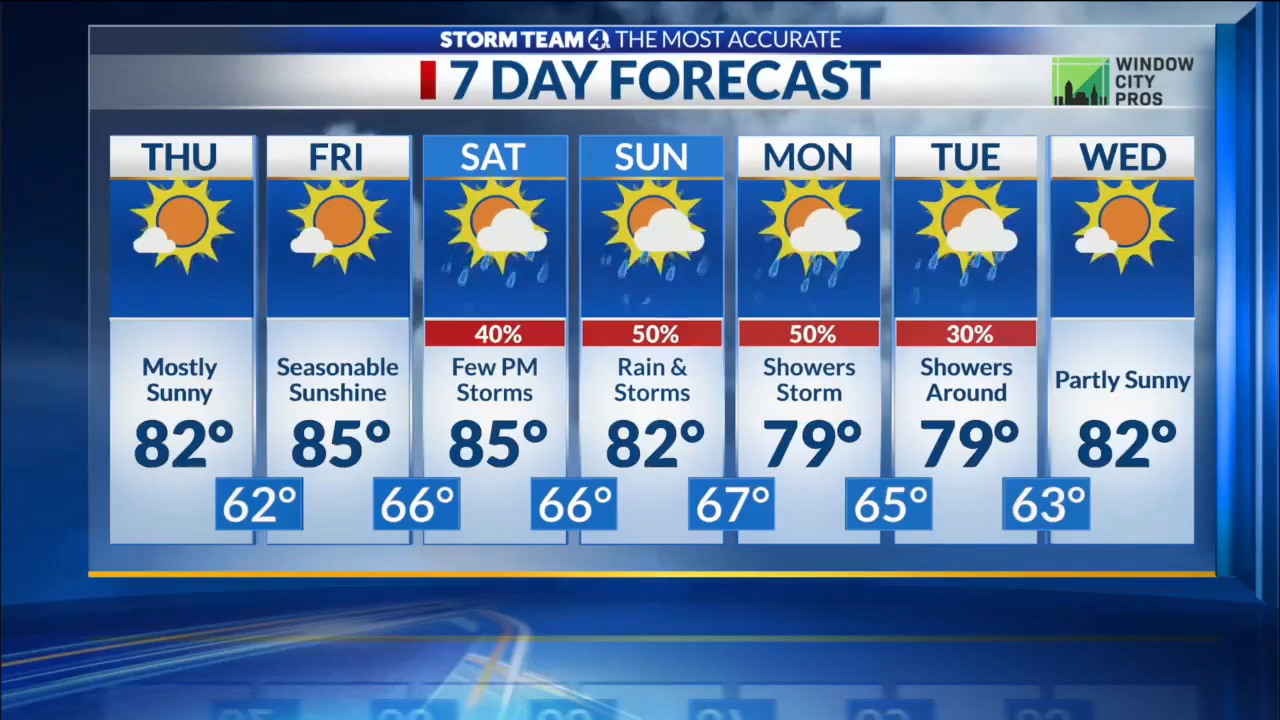 STORM TEAM 4 THE MOST ACCURATE
7 DAY FORECAST
WINDOW
CITY
PROS
THU FRI SAT SUN MON TUE WED
40% 50% 50% 30%
Mostly
Sunny
Seasonable
Sunshine
Few PM
Storms
Rain &
Storms
Showers
Storm
Showers
Around
Partly Sunny
82° 85° 85° 82° 79° 79° 82°
62° 66° 66° 67° 65° 63°